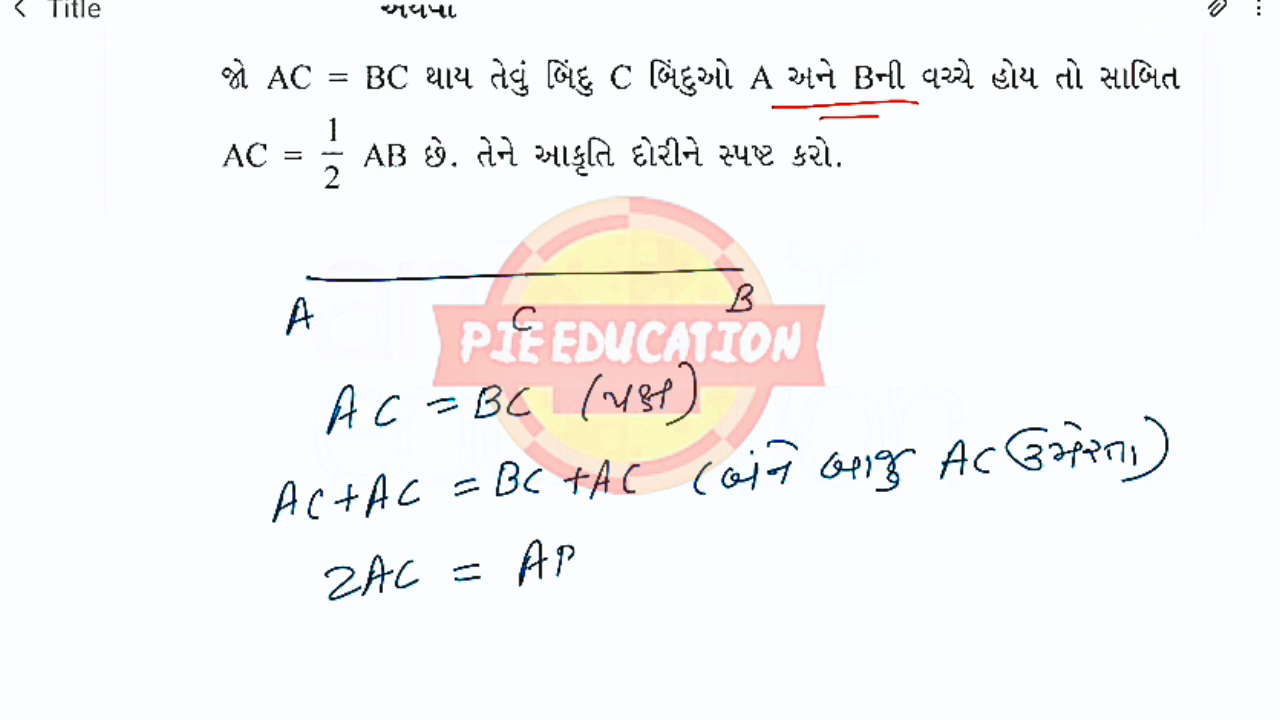 Title
અથવા
જો AC = BC થાય તેવું બિંદુ C બિંદુઓ A અને Bની વચ્ચે હોય તો સાબિત
AC = 1/2 AB છે. તેને આકૃતિ દોરીને સ્પષ્ટ કરો.
A C B
PIE EDUCATION
AC = BC (પક્ષ)
AC+AC = BC+AC (બંને બાજુ AC ઉમેરતા)
2AC = AP